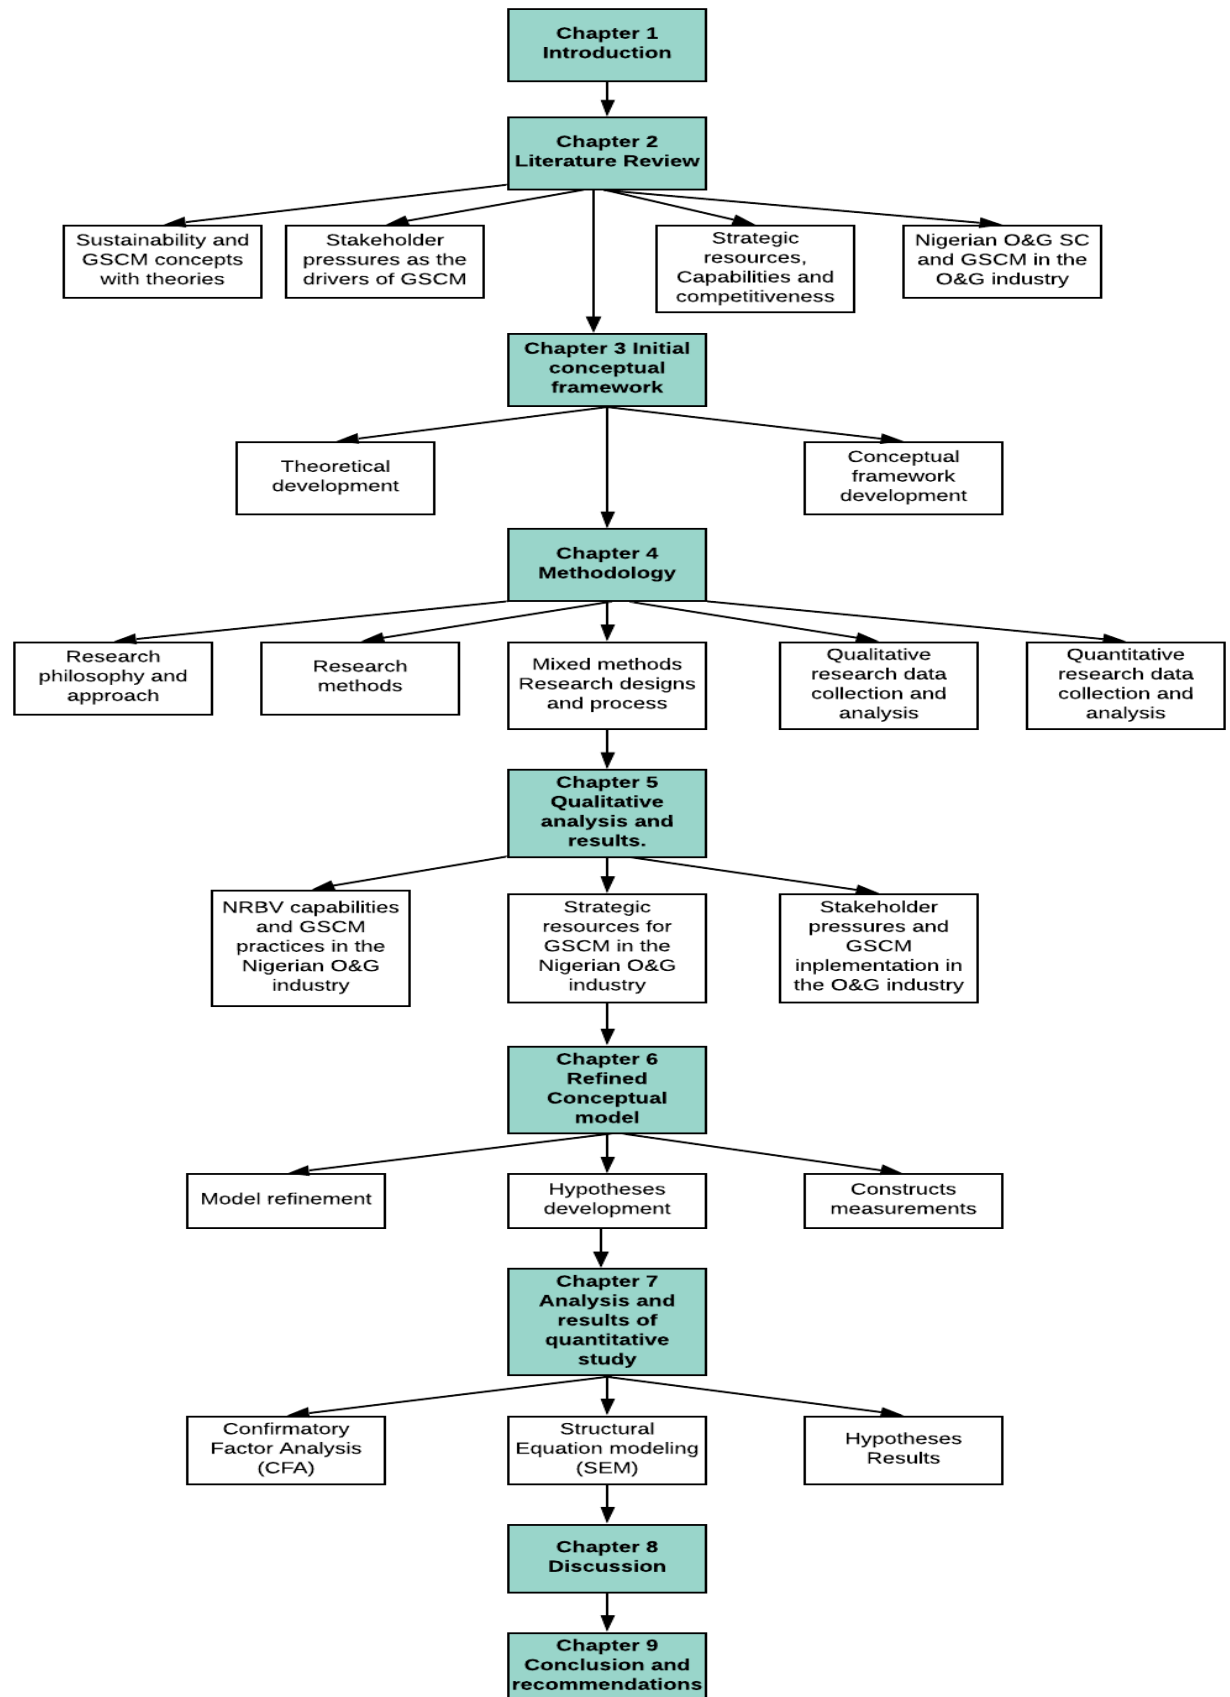 Chapter 1
Introduction
Chapter 2
Literature Review
Sustainability and
GSCM concepts
with theories
Stakeholder
pressures as the
drivers of GSCM
Strategic
resources,
Capabilities and
competitiveness
Nigerian O&G SC
and GSCM in the
O&G industry
Chapter 3 Initial
conceptual
framework
Theoretical
development
Conceptual
framework
development
Chapter 4
Methodology
Research
philosophy and
approach
Research
methods
Mixed methods
Research designs
and process
Qualitative
research data
collection and
analysis
Quantitative
research data
collection and
analysis
Chapter 5
Qualitative
analysis and
results.
NRBV capabilities
and GSCM
practices in the
Nigerian O&G
industry
Strategic
resources for
GSCM in the
Nigerian O&G
industry
Stakeholder
pressures and
GSCM
inplementation in
the O&G industry
Chapter 6
Refined
Conceptual
model
Model refinement
Hypotheses
development
Constructs
measurements
Chapter 7
Analysis and
results of
quantitative
study
Confirmatory
Factor Analysis
(CFA)
Structural
Equation modeling
(SEM)
Hypotheses
Results
Chapter 8
Discussion
Chapter 9
Conclusion and
recommendations